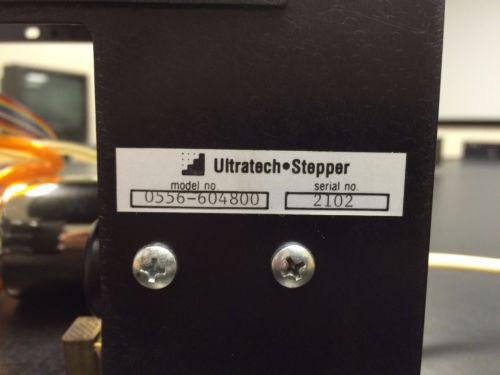 Ultratech•Stepper
model no serial no.
0556-604800 2102